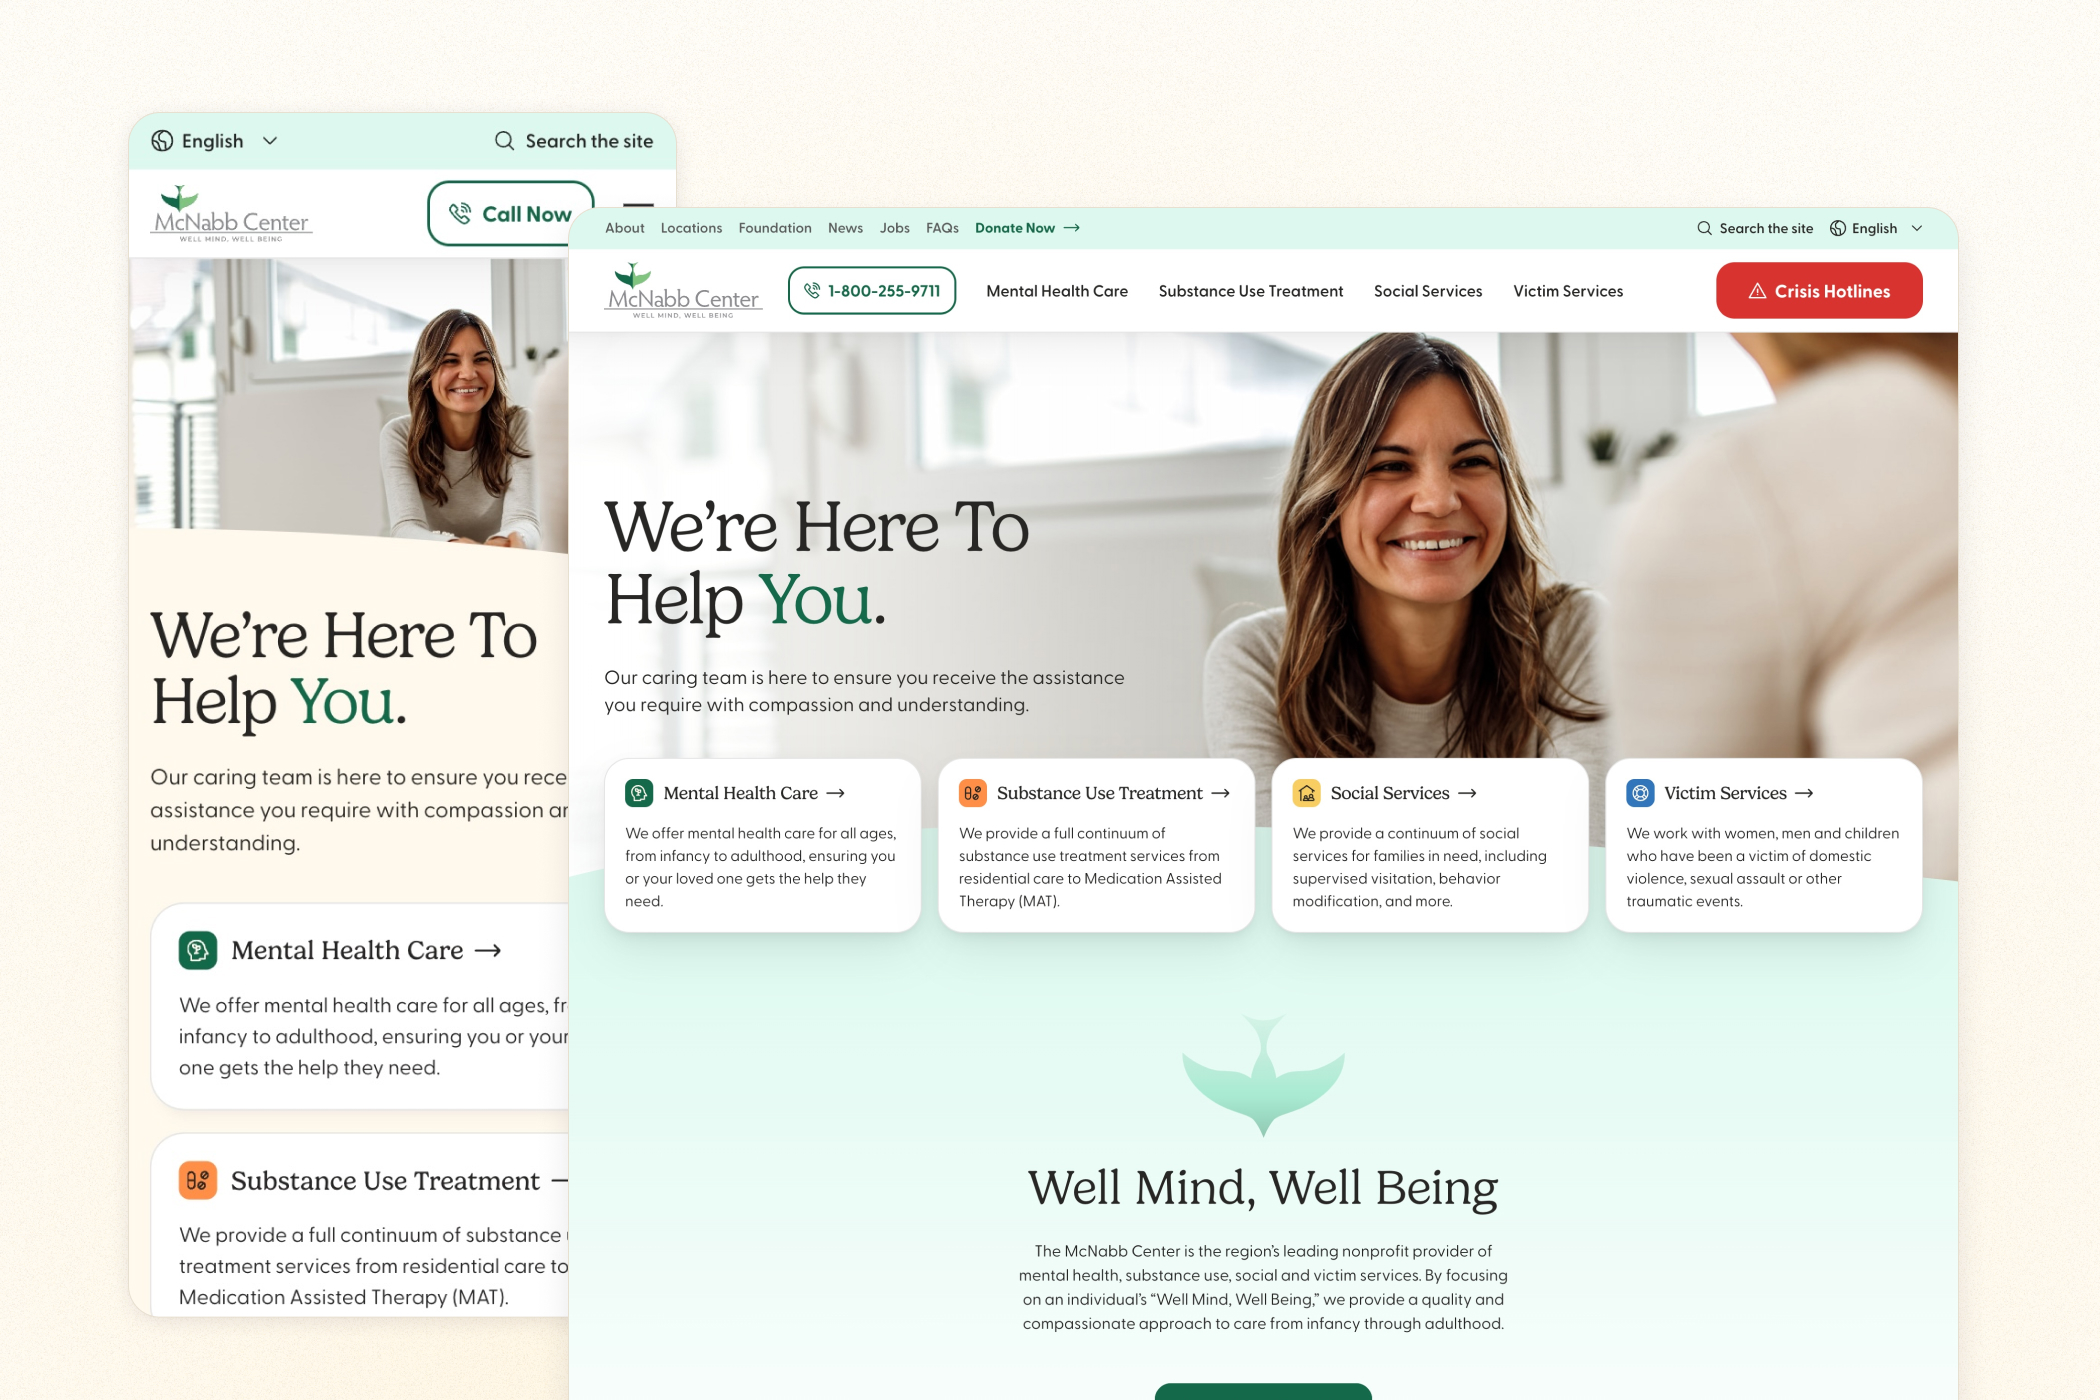 English
Search the site
McNabb Center
WELL MIND, WELL BEING
Call Now
We're Here To
Help You.
Our caring team is here to ensure you rece
assistance you require with compassion ar
understanding.
Mental Health Care →
We offer mental health care for all ages, fr
infancy to adulthood, ensuring you or your
one gets the help they need.
Substance Use Treatment
We provide a full continuum of substance
treatment services from residential care to
Medication Assisted Therapy (MAT).
About Locations Foundation News Jobs FAQs Donate Now →
Search the site English
McNabb Center
WELL MIND, WELL BEING
1-800-255-9711
Mental Health Care Substance Use Treatment Social Services Victim Services
Crisis Hotlines
We're Here To
Help You.
Our caring team is here to ensure you receive the assistance
you require with compassion and understanding.
Mental Health Care →
We offer mental health care for all ages,
from infancy to adulthood, ensuring you
or your loved one gets the help they
need.
Substance Use Treatment →
We provide a full continuum of
substance use treatment services from
residential care to Medication Assisted
Therapy (MAT).
Social Services →
We provide a continuum of social
services for families in need, including
supervised visitation, behavior
modification, and more.
Victim Services →
We work with women, men and children
who have been a victim of domestic
violence, sexual assault or other
traumatic events.
Well Mind, Well Being
The McNabb Center is the region's leading nonprofit provider of
mental health, substance use, social and victim services. By focusing
on an individual's “Well Mind, Well Being,” we provide a quality and
compassionate approach to care from infancy through adulthood.